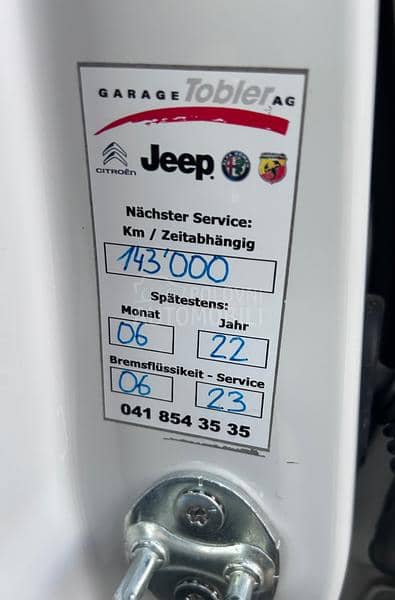 GARAGE Tobler AG
CITROËN Jeep
Nächster Service:
Km / Zeitabhängig
143'000
Spätestens:
Monat Jahr
06 22
Bremsflüssikeit - Service
06 23
041 854 35 35